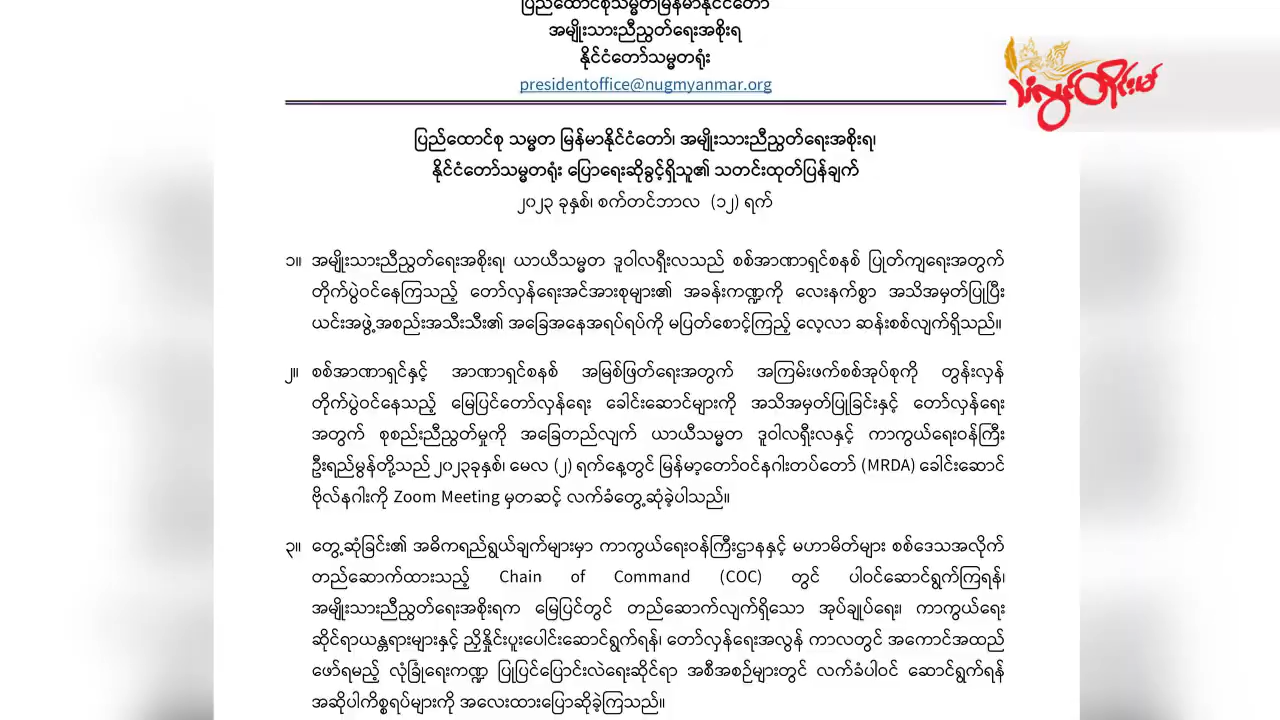 ပြည်ထောင်စုသမ္မတမြန်မာနိုင်ငံတော်
အမျိုးသားညီညွတ်ရေးအစိုးရ
နိုင်ငံတော်သမ္မတရုံး
presidentoffice@nugmyanmar.org
ပြည်ထောင်စု သမ္မတ မြန်မာနိုင်ငံတော်၊ အမျိုးသားညီညွတ်ရေးအစိုးရ၊
နိုင်ငံတော်သမ္မတရုံး ပြောရေးဆိုခွင့်ရှိသူ၏ သတင်းထုတ်ပြန်ချက်
၂၀၂၃ ခုနှစ်၊ စက်တင်ဘာလ (၁၂) ရက်
၁။ အမျိုးသားညီညွတ်ရေးအစိုးရ၊ ယာယီသမ္မတ ဒူဝါလရှီးလသည် စစ်အာဏာရှင်စနစ် ပြုတ်ကျရေးအတွက်
တိုက်ပွဲဝင်နေကြသည့် တော်လှန်ရေးအင်အားစုများ၏ အခန်းကဏ္ဍကို လေးနက်စွာ အသိအမှတ်ပြုပြီး
ယင်းအဖွဲ့အစည်းအသီးသီး၏ အခြေအနေအရပ်ရပ်ကို မပြတ်စောင့်ကြည့် လေ့လာ ဆန်းစစ်လျက်ရှိသည်။
၂။ စစ်အာဏာရှင်နှင့် အာဏာရှင်စနစ် အမြစ်ဖြတ်ရေးအတွက် အကြမ်းဖက်စစ်အုပ်စုကို တွန်းလှန်
တိုက်ပွဲဝင်နေသည့် မြေပြင်တော်လှန်ရေး ခေါင်းဆောင်များကို အသိအမှတ်ပြုခြင်းနှင့် တော်လှန်ရေး
အတွက် စုစည်းညီညွတ်မှုကို အခြေတည်လျက် ယာယီသမ္မတ ဒူဝါလရှီးလနှင့် ကာကွယ်ရေးဝန်ကြီး
ဦးရည်မွန်တို့သည် ၂၀၂၃ခုနှစ်၊ မေလ (၂) ရက်နေ့တွင် မြန်မာ့တော်ဝင်နဂါးတပ်တော် (MRDA) ခေါင်းဆောင်
ဗိုလ်နဂါးကို Zoom Meeting မှတဆင့် လက်ခံတွေ့ဆုံခဲ့ပါသည်။
၃။ တွေ့ဆုံခြင်း၏ အဓိကရည်ရွယ်ချက်များမှာ ကာကွယ်ရေးဝန်ကြီးဌာနနှင့် မဟာမိတ်များ စစ်ဒေသအလိုက်
တည်ဆောက်ထားသည့် Chain of Command (COC) တွင် ပါဝင်ဆောင်ရွက်ကြရန်၊
အမျိုးသားညီညွတ်ရေးအစိုးရက မြေပြင်တွင် တည်ဆောက်လျက်ရှိသော အုပ်ချုပ်ရေး၊ ကာကွယ်ရေး
ဆိုင်ရာယန္တရားများနှင့် ညှိနှိုင်းပူးပေါင်းဆောင်ရွက်ရန်၊ တော်လှန်ရေးအလွန် ကာလတွင် အကောင်အထည်
ဖော်ရမည့် လုံခြုံရေးကဏ္ဍ ပြုပြင်ပြောင်းလဲရေးဆိုင်ရာ အစီအစဉ်များတွင် လက်ခံပါဝင် ဆောင်ရွက်ရန်
အဆိုပါကိစ္စရပ်များကို အလေးထားပြောဆိုခဲ့ကြသည်။